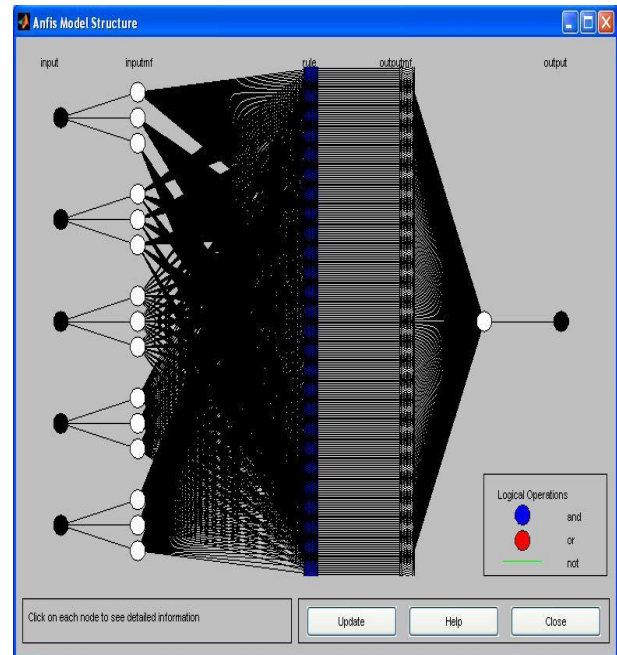 Anfis Model Structure
input inputmf rule outputmf output
Logical Operations
and
or
not
Click on each node to see detailed information
Update Help Close